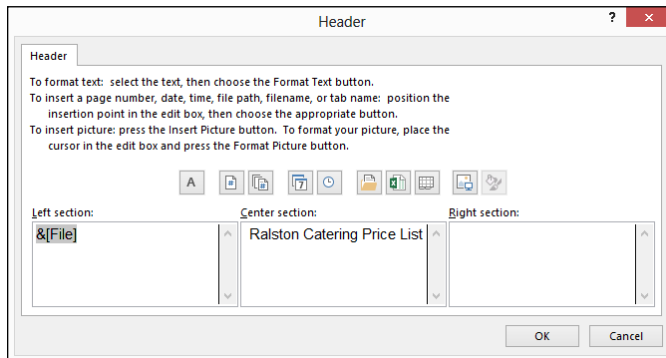 Header
Header
To format text: select the text, then choose the Format Text button.
To insert a page number, date, time, file path, filename, or tab name: position the
insertion point in the edit box, then choose the appropriate button.
To insert picture: press the Insert Picture button. To format your picture, place the
cursor in the edit box and press the Format Picture button.
A
Left section: Center section: Right section:
&[File] Ralston Catering Price List
OK Cancel